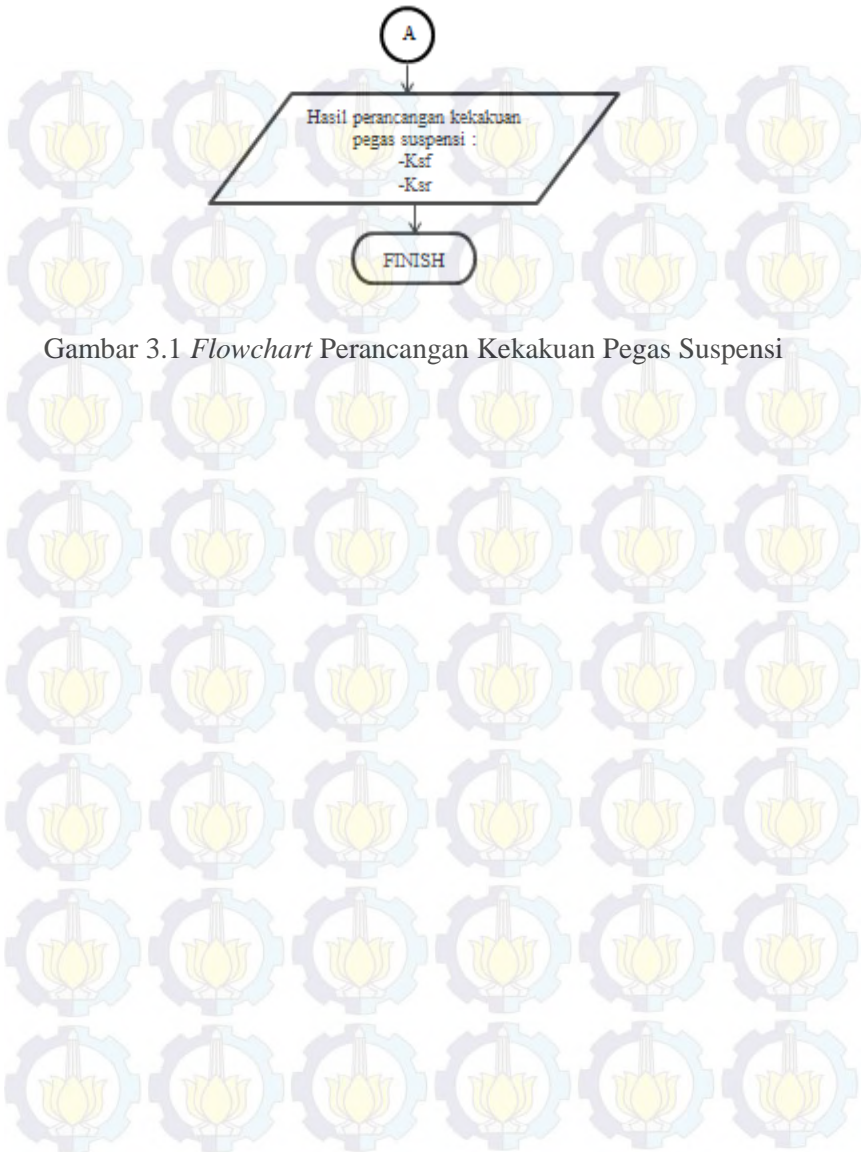 A
Hasil perancangan kekakuan
pegas suspensi :
-Ksf
-Ksr
FINISH
Gambar 3.1 Flowchart Perancangan Kekakuan Pegas Suspensi